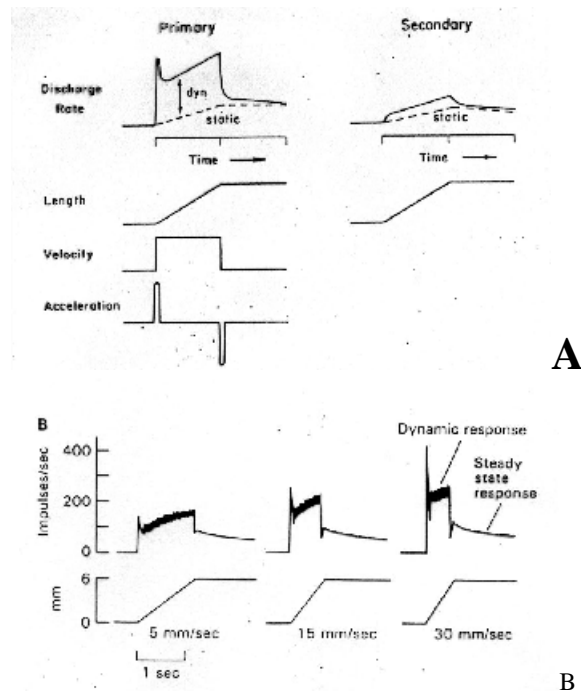 Primary
Secondary
Discharge
Rate
dyn
static
static
Time
Time
Length
Velocity
Acceleration
A
B
Dynamic response
Steady
state
response
Impulses/sec
400
200
0
mm
6
0
5 mm/sec
15 mm/sec
30 mm/sec
1 sec
B